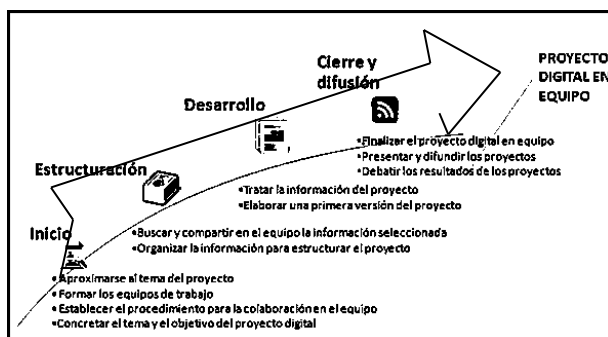 Cierre y
difusión
PROYECTO
DIGITAL EN
EQUIPO
Desarrollo
•Finalizar el proyecto digital en equipo
•Presentar y difundir los proyectos
•Debatir los resultados de los proyectos
Estructuración
•Tratar la información del proyecto
•Elaborar una primera versión del proyecto
Inicio
•Buscar y compartir en el equipo la información seleccionada
•Organizar la información para estructurar el proyecto
•Aproximarse al tema del proyecto
•Formar los equipos de trabajo
•Establecer el procedimiento para la colaboración en el equipo
•Concretar el tema y el objetivo del proyecto digital